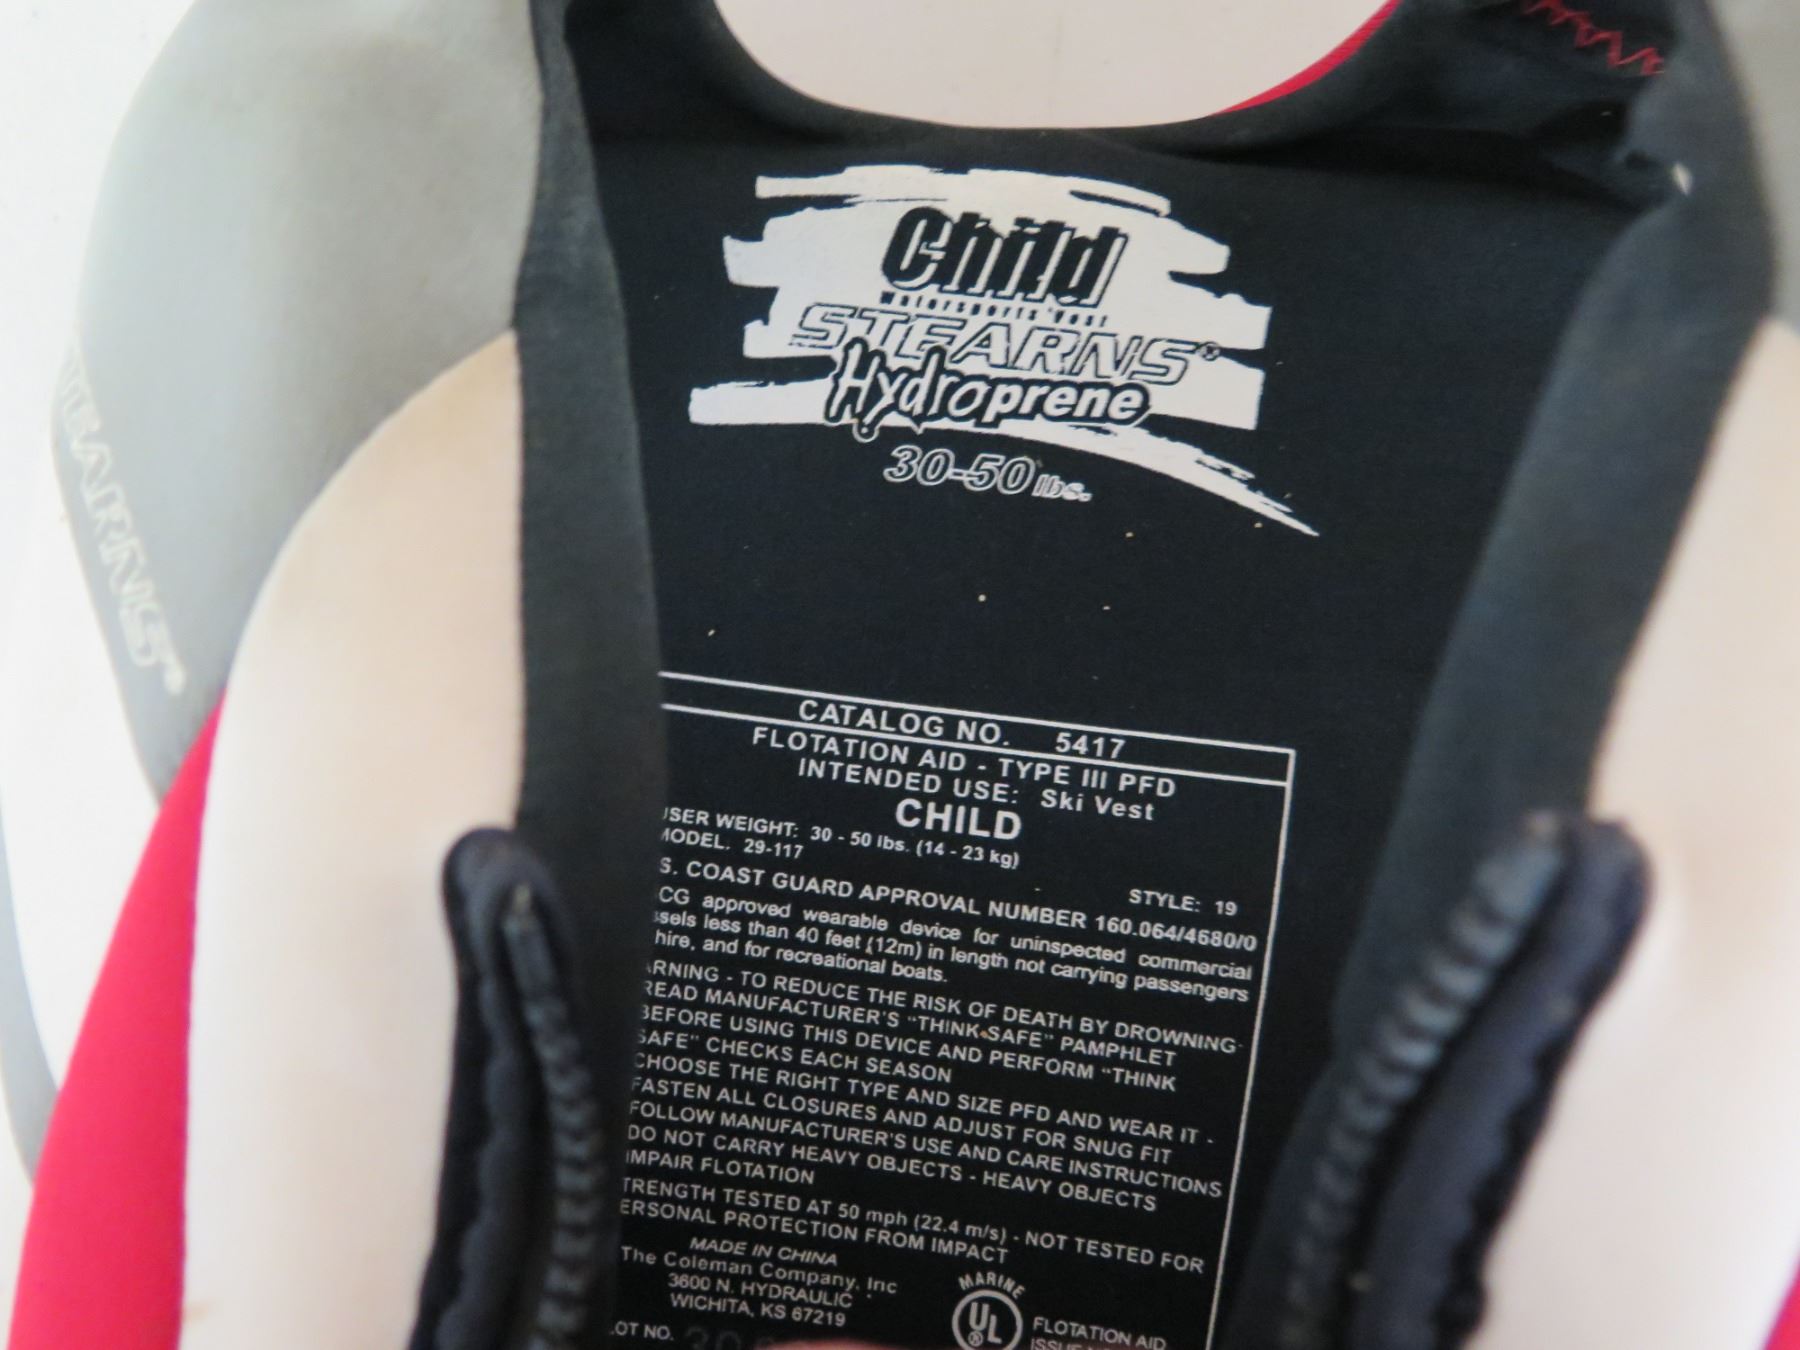 Child
Watersports Vest
STEARNS®
Hydroprene
30-50 lbs.
STEARNS®
CATALOG NO. 5417
FLOTATION AID - TYPE III PFD
INTENDED USE: Ski Vest
CHILD
USER WEIGHT: 30 - 50 lbs. (14 - 23 kg)
MODEL. 29-117
STYLE: 19
S. COAST GUARD APPROVAL NUMBER 160.064/4680/0
CG approved wearable device for uninspected commercial
ssels less than 40 feet (12m) in length not carrying passengers
hire, and for recreational boats.
ARNING - TO REDUCE THE RISK OF DEATH BY DROWNING-
READ MANUFACTURER'S "THINK-SAFE" PAMPHLET
BEFORE USING THIS DEVICE AND PERFORM "THINK
SAFE" CHECKS EACH SEASON
CHOOSE THE RIGHT TYPE AND SIZE PFD AND WEAR IT -
FASTEN ALL CLOSURES AND ADJUST FOR SNUG FIT
FOLLOW MANUFACTURER'S USE AND CARE INSTRUCTIONS
DO NOT CARRY HEAVY OBJECTS - HEAVY OBJECTS
IMPAIR FLOTATION
TRENGTH TESTED AT 50 mph (22.4 m/s) - NOT TESTED FOR
ERSONAL PROTECTION FROM IMPACT
MADE IN CHINA
The Coleman Company, Inc
3600 N. HYDRAULIC
WICHITA, KS 67219
LOT NO.
MARINE
UL®
FLOTATION AID